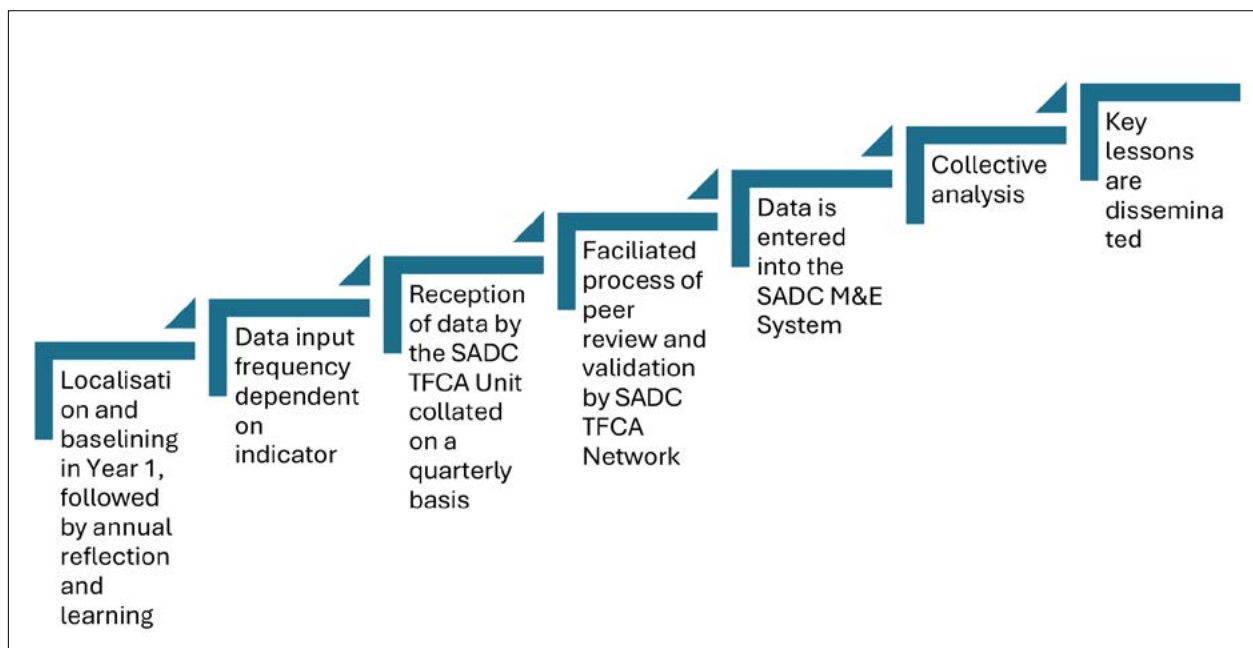 Localisati
on and
baselining
in Year 1,
followed
by annual
reflection
and
learning
Data input
frequency
dependent
on
indicator
Reception
of data by
the SADC
TFCA Unit
collated
on a
quarterly
basis
Faciliated
process of
peer
review and
validation
by SADC
TFCA
Network
Data is
entered
into the
SADC M&E
System
Collective
analysis
Key
lessons
are
dissemina
ted